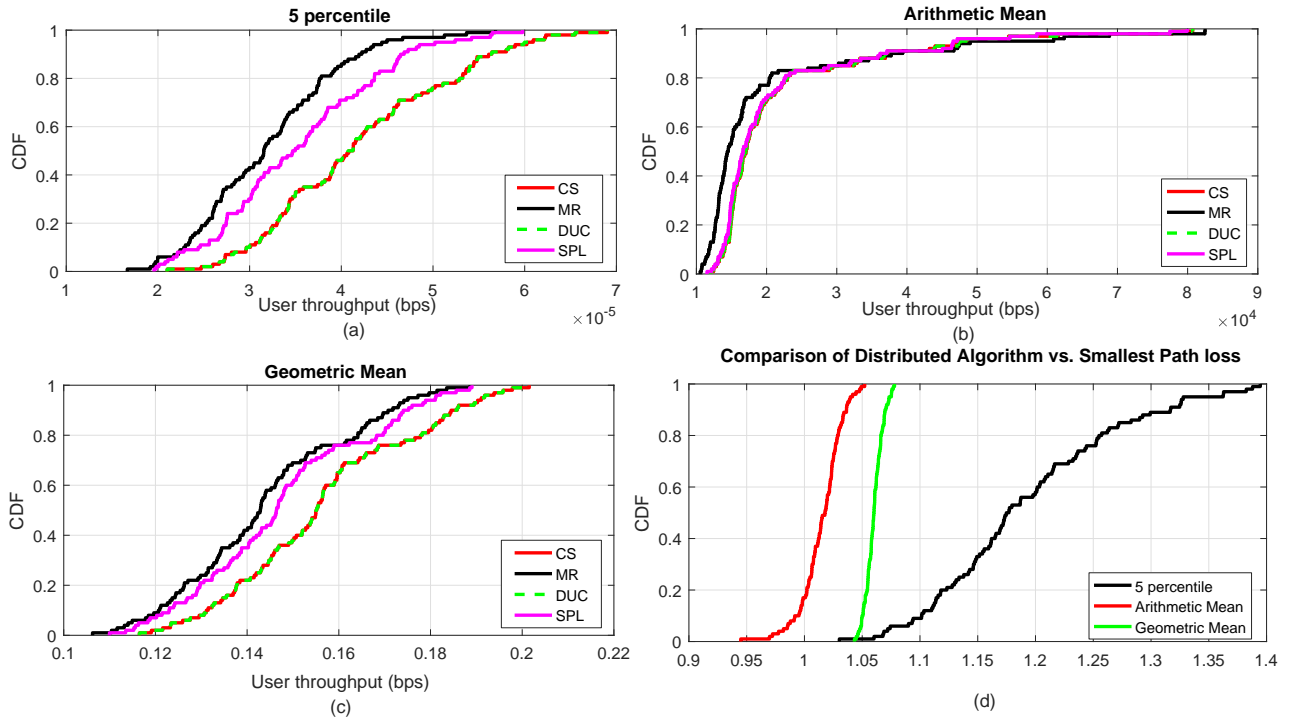 5 percentile
CDF
1
0.8
0.6
0.4
0.2
0
CS
MR
DUC
SPL
1 2 3 4 5 6 7
User throughput (bps)
×10⁻⁵
(a)
Arithmetic Mean
CDF
1
0.8
0.6
0.4
0.2
0
CS
MR
DUC
SPL
0 2 4 6 8 9
User throughput (bps)
×10⁴
(b)
Geometric Mean
CDF
1
0.8
0.6
0.4
0.2
0
CS
MR
DUC
SPL
0.1 0.12 0.14 0.16 0.18 0.2 0.22
User throughput (bps)
(c)
Comparison of Distributed Algorithm vs. Smallest Path loss
CDF
1
0.8
0.6
0.4
0.2
0
5 percentile
Arithmetic Mean
Geometric Mean
0.9 0.95 1 1.05 1.1 1.15 1.2 1.25 1.3 1.35 1.4
(d)